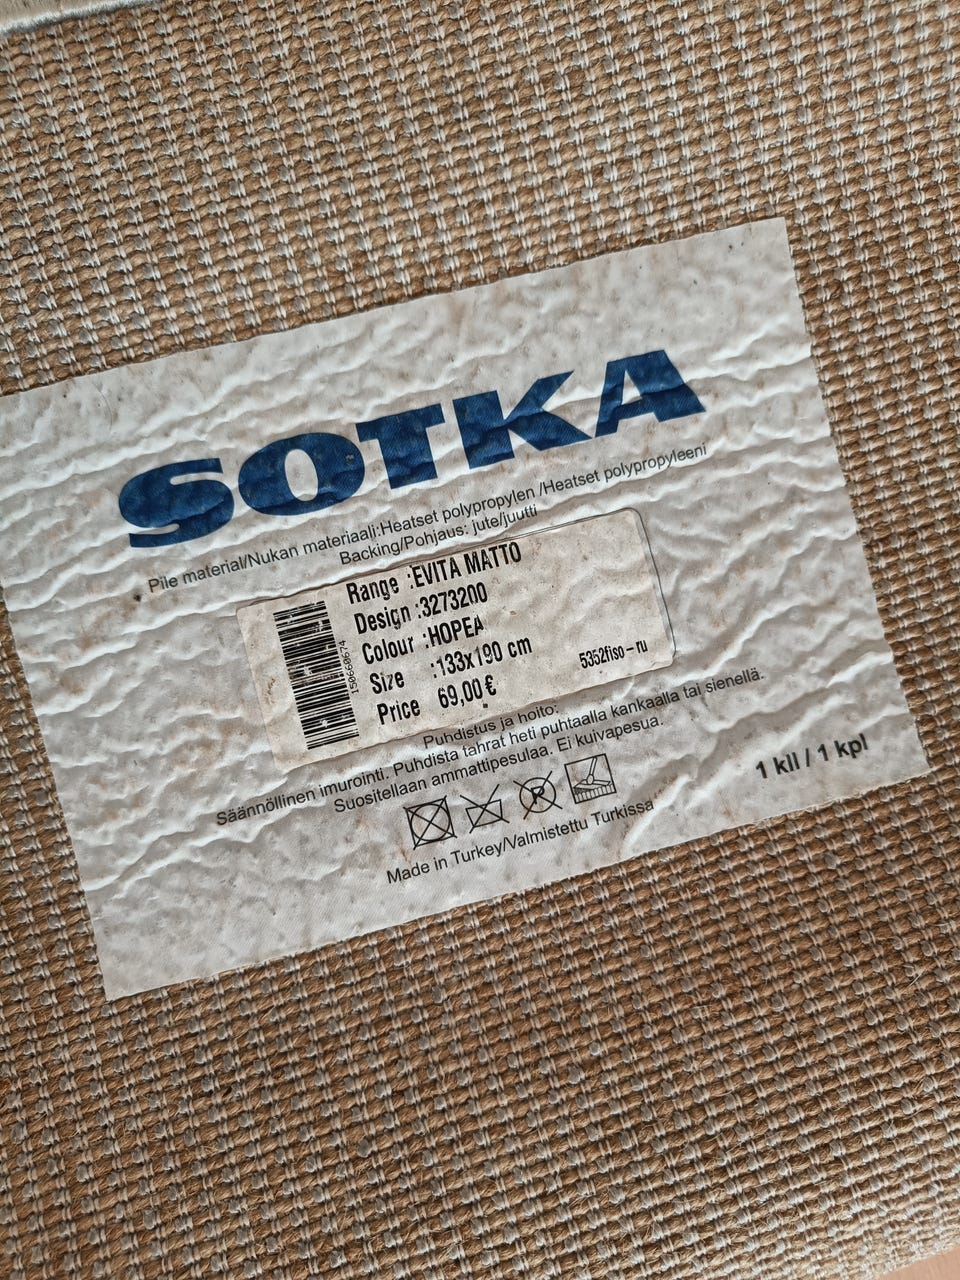 SOTKA
Pile material/Nukan materiaali:Heatset polypropylen /Heatset polypropyleeni
Backing/Pohjaus: jute/juutti
Range :EVITA MATTO
Design :3273200
Colour :HOPEA
Size :133x190 cm
Price 69,00€
5352fiso-ru
150660674
Puhdistus ja hoito:
Säännöllinen imurointi. Puhdista tahrat heti puhtaalla kankaalla tai sienellä.
Suositellaan ammattipesulaa. Ei kuivapesua.
P
1 kll / 1 kpl
Made in Turkey/Valmistettu Turkissa